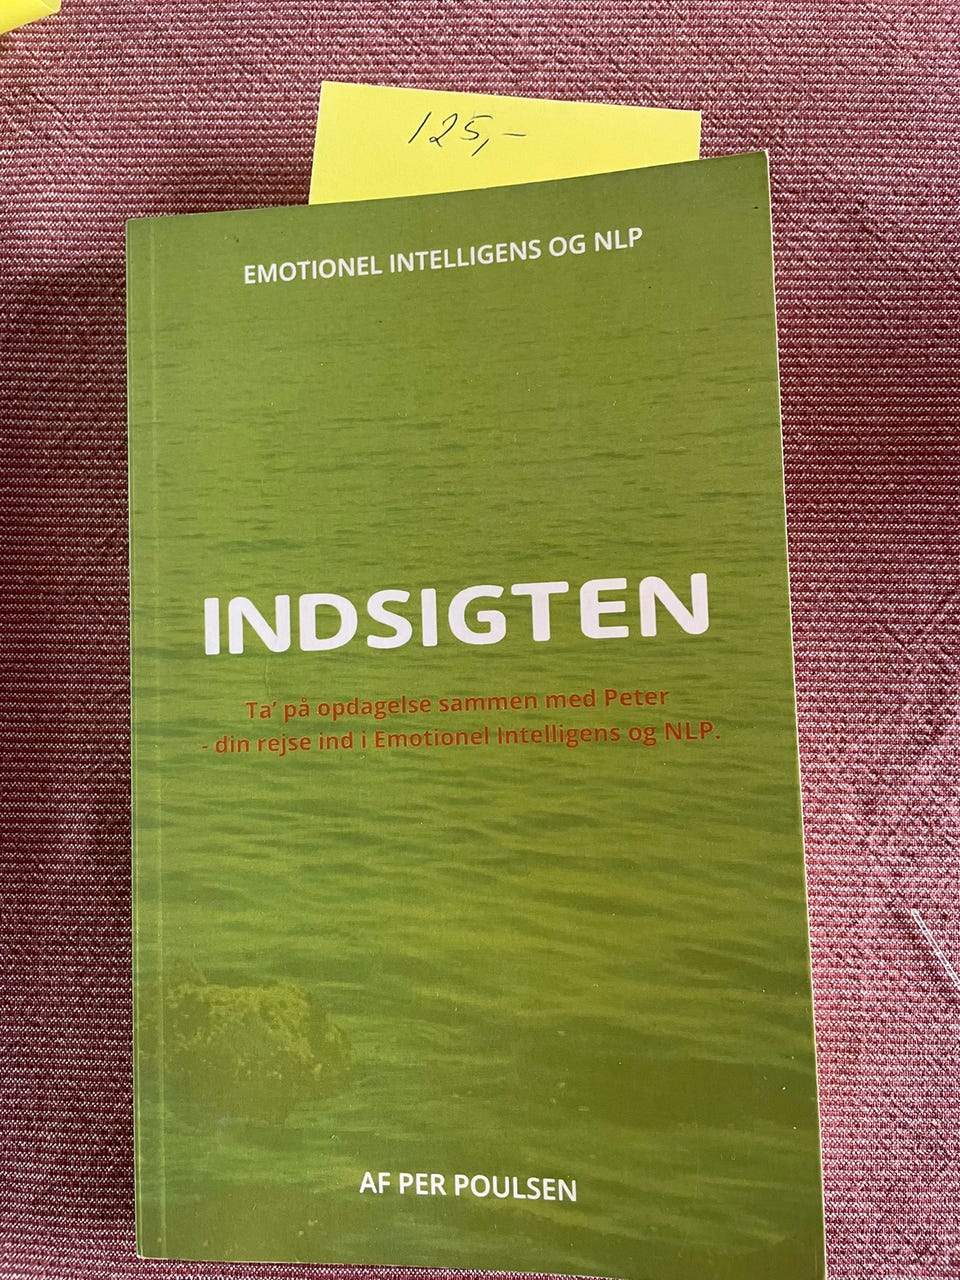 125,-
EMOTIONEL INTELLIGENS OG NLP
INDSIGTEN
Ta' på opdagelse sammen med Peter
- din rejse ind i Emotionel Intelligens og NLP.
AF PER POULSEN